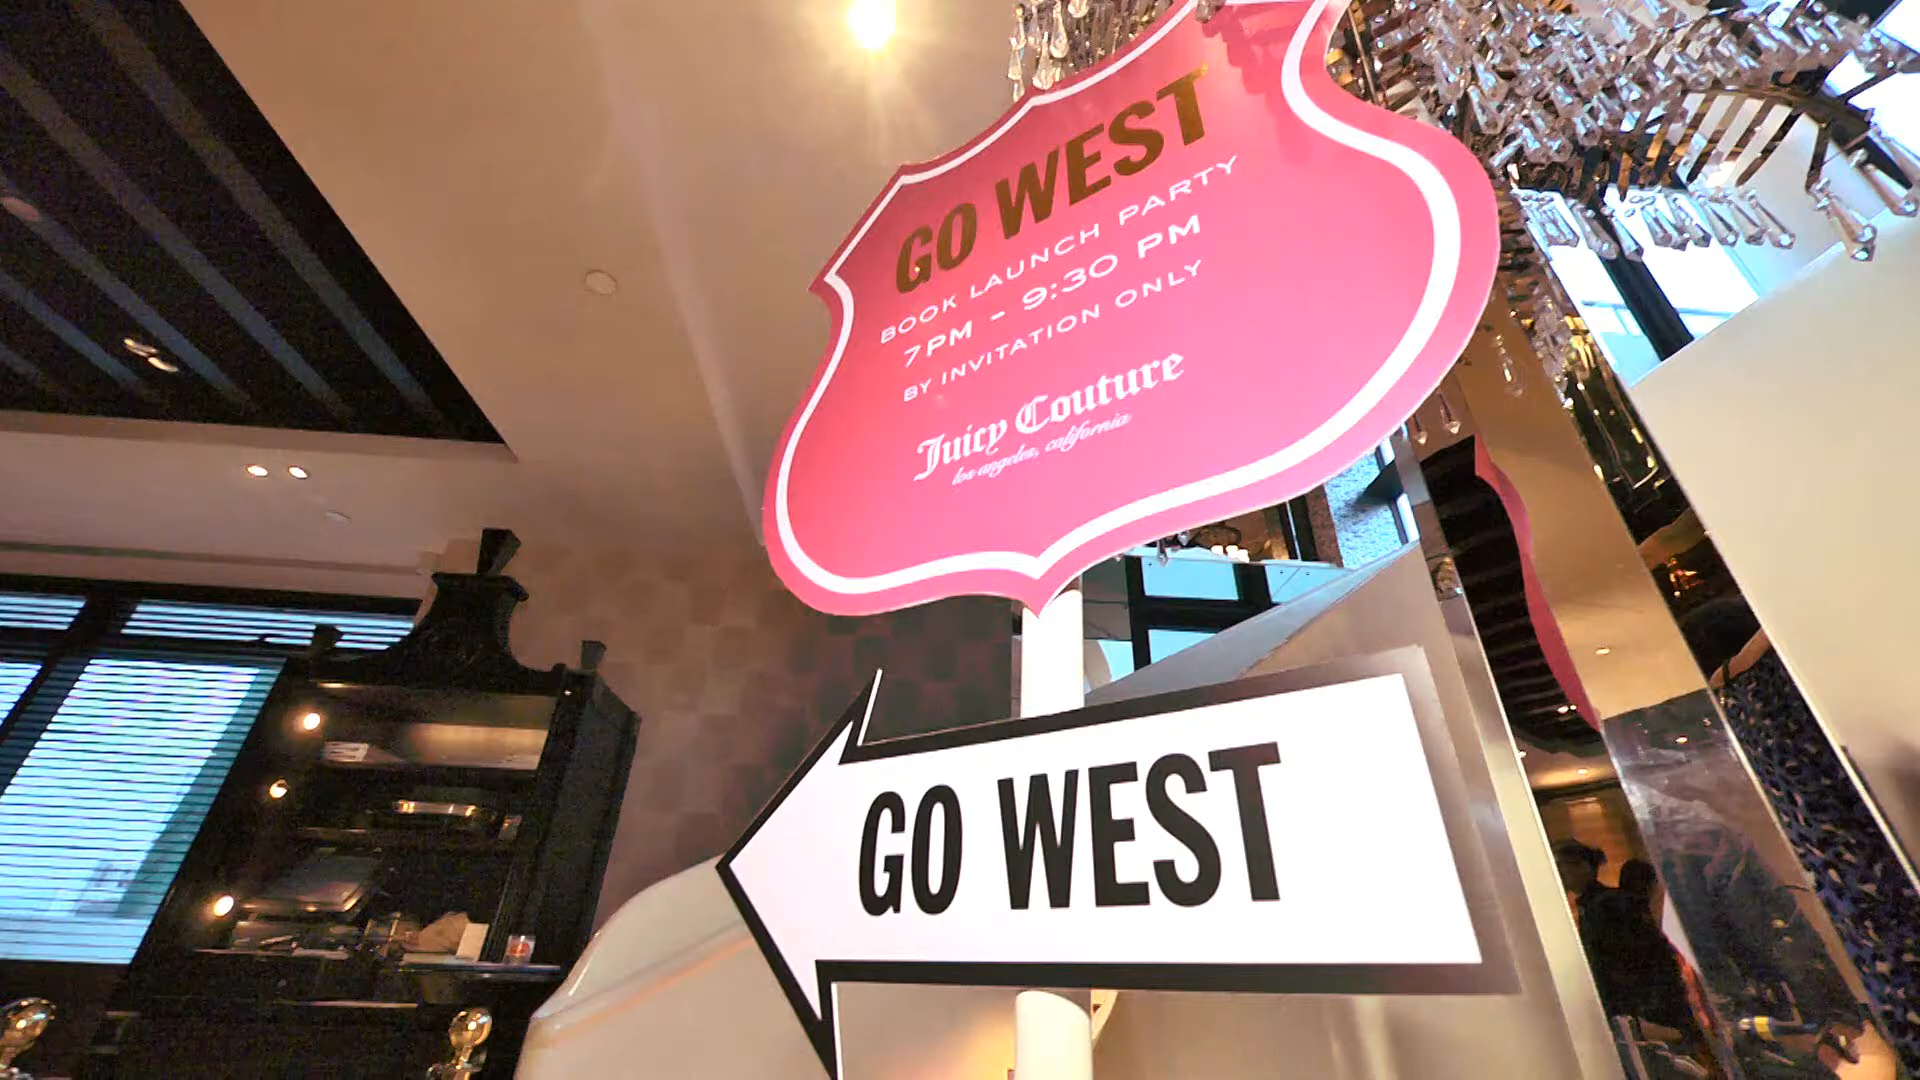 GO WEST
BOOK LAUNCH PARTY
7PM - 9:30 PM
BY INVITATION ONLY
Juicy Couture
los angeles, california
GO WEST